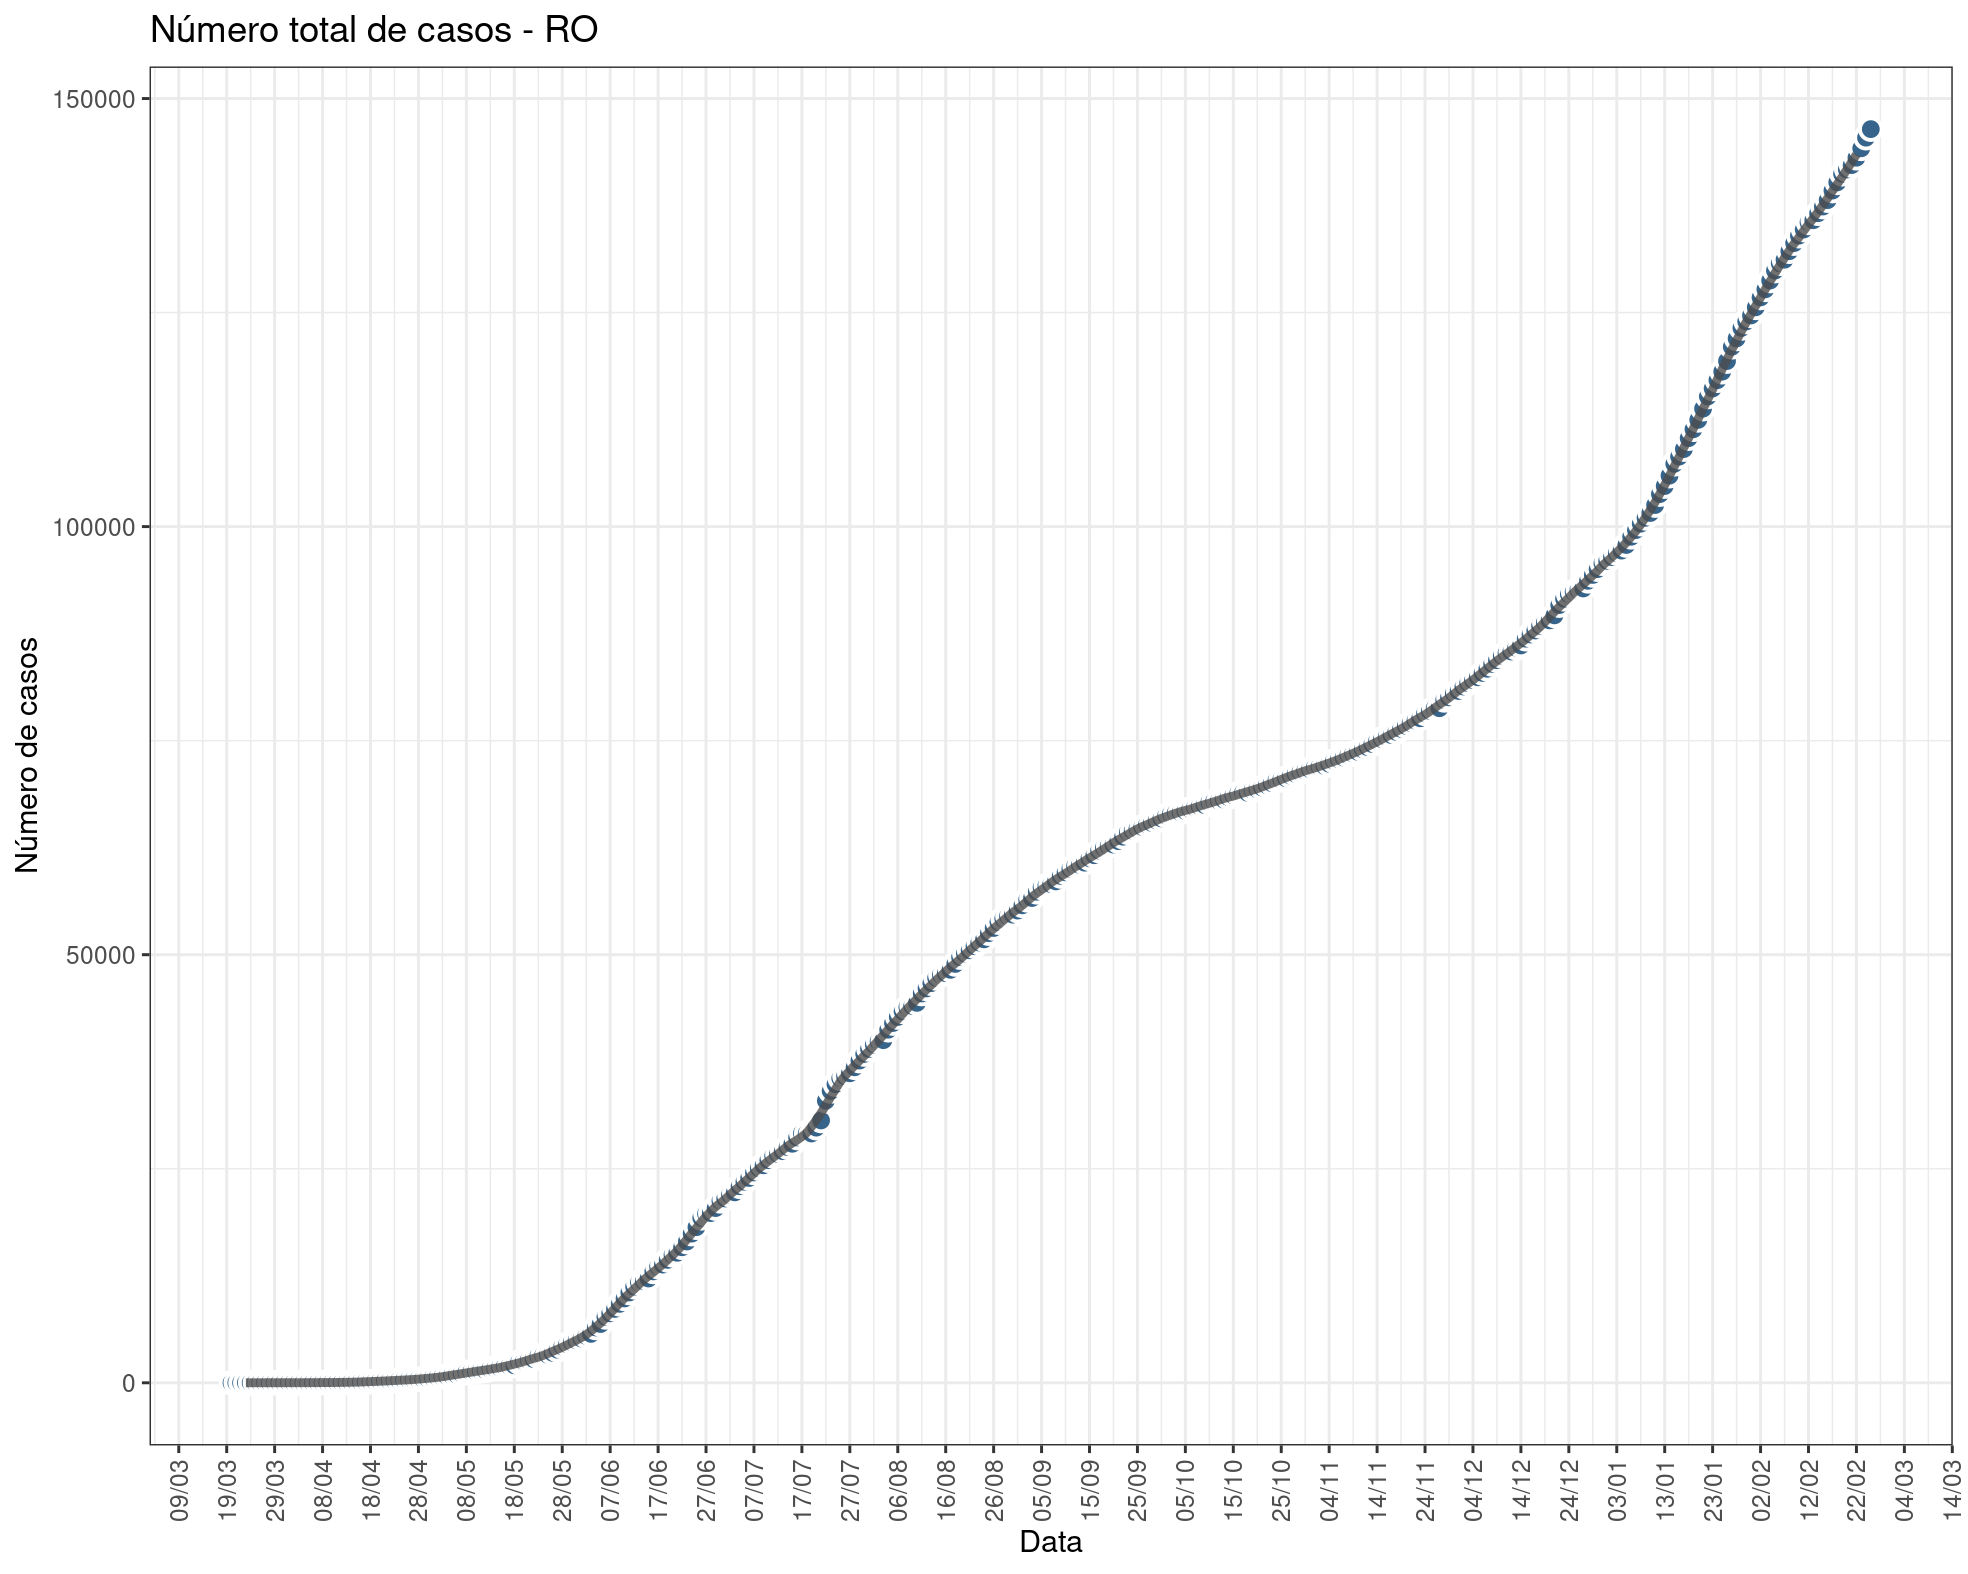 Número total de casos - RO
150000
100000
50000
0
Número de casos
09/03 19/03 29/03 08/04 18/04 28/04 08/05 18/05 28/05 07/06 17/06 27/06 07/07 17/07 27/07 06/08 16/08 26/08 05/09 15/09 25/09 05/10 15/10 25/10 04/11 14/11 24/11 04/12 14/12 24/12 03/01 13/01 23/01 02/02 12/02 22/02 04/03 14/03
Data